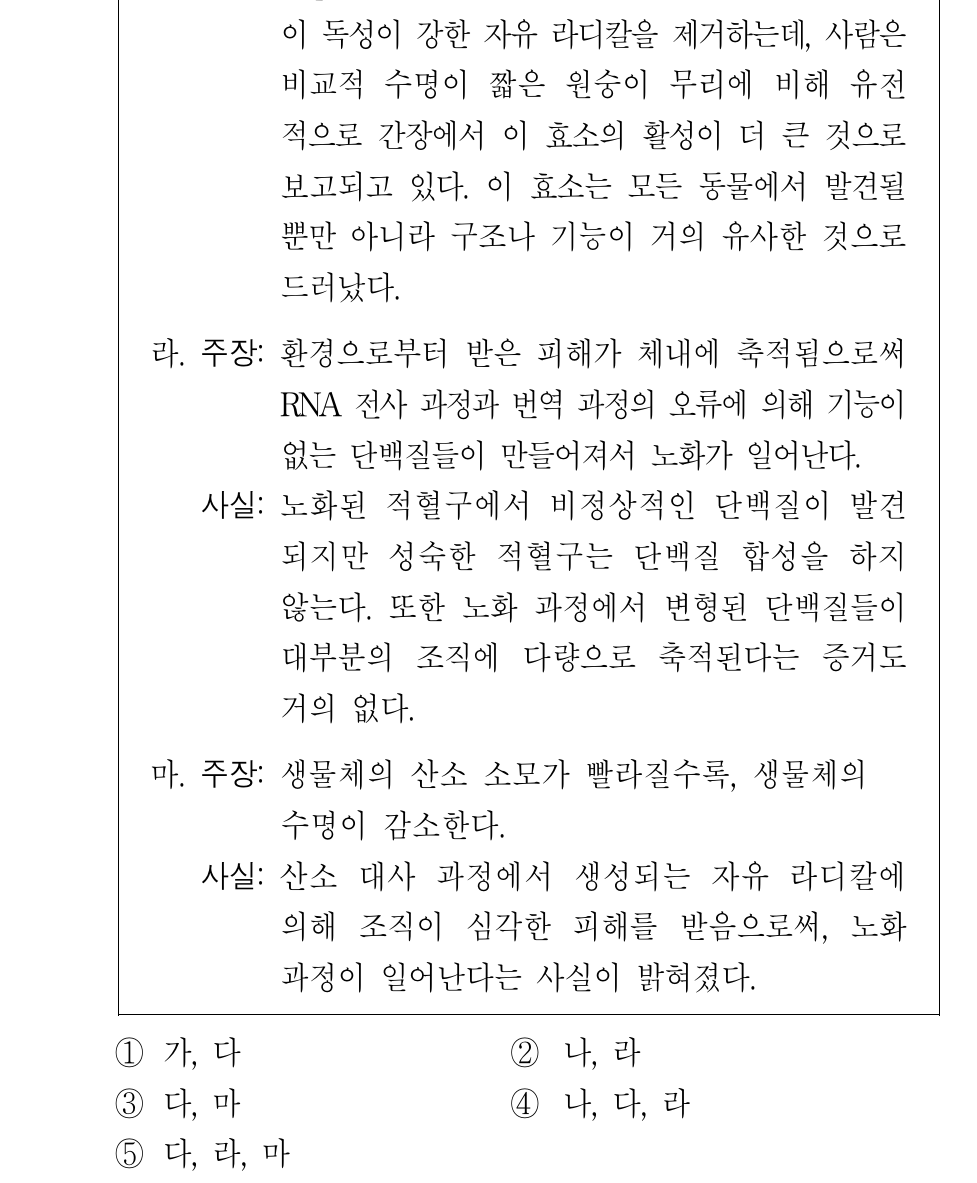 이 독성이 강한 자유 라디칼을 제거하는데, 사람은
비교적 수명이 짧은 원숭이 무리에 비해 유전
적으로 간장에서 이 효소의 활성이 더 큰 것으로
보고되고 있다. 이 효소는 모든 동물에서 발견될
뿐만 아니라 구조나 기능이 거의 유사한 것으로
드러났다.
라. 주장: 환경으로부터 받은 피해가 체내에 축적됨으로써
RNA 전사 과정과 번역 과정의 오류에 의해 기능이
없는 단백질들이 만들어져서 노화가 일어난다.
사실: 노화된 적혈구에서 비정상적인 단백질이 발견
되지만 성숙한 적혈구는 단백질 합성을 하지
않는다. 또한 노화 과정에서 변형된 단백질들이
대부분의 조직에 다량으로 축적된다는 증거도
거의 없다.
마. 주장: 생물체의 산소 소모가 빨라질수록, 생물체의
수명이 감소한다.
사실: 산소 대사 과정에서 생성되는 자유 라디칼에
의해 조직이 심각한 피해를 받음으로써, 노화
과정이 일어난다는 사실이 밝혀졌다.
① 가, 다 ② 나, 라
③ 다, 마 ④ 나, 다, 라
⑤ 다, 라, 마